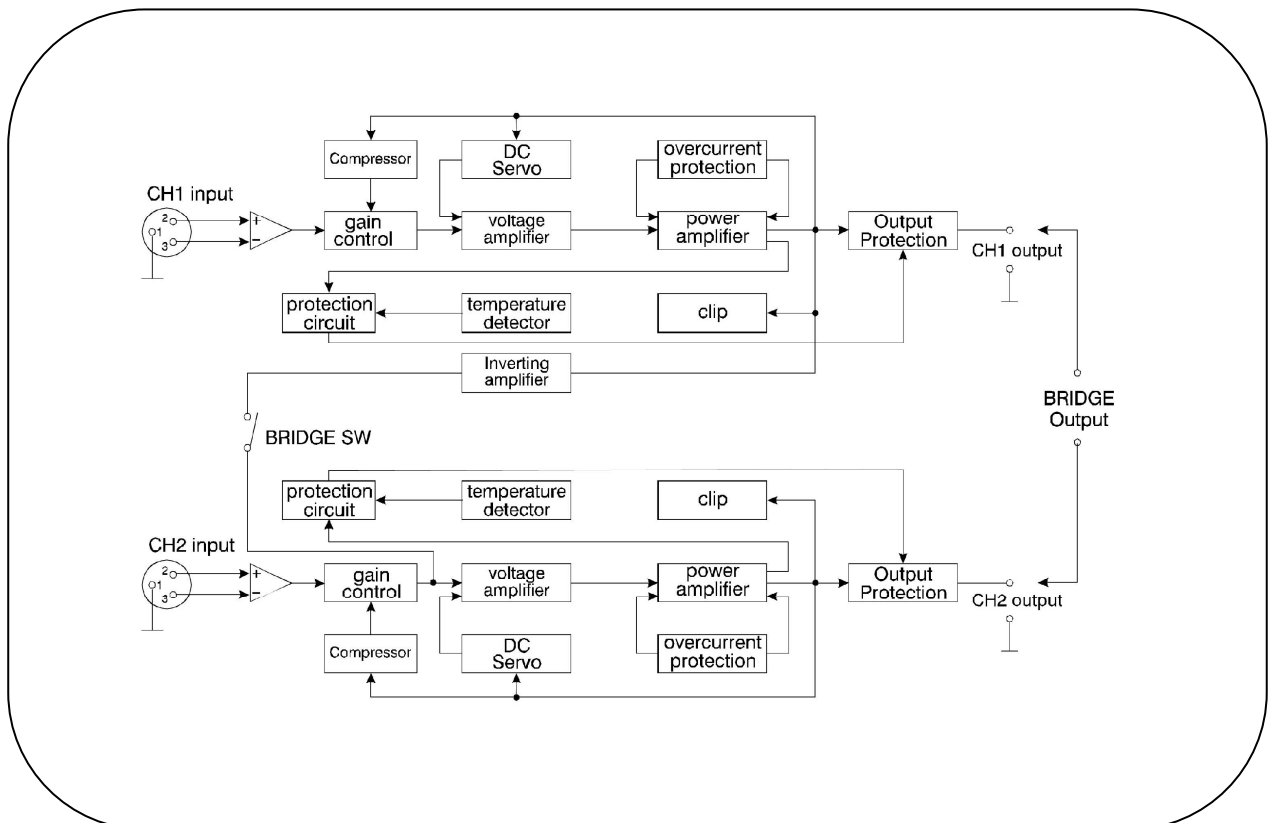 Compressor
DC
Servo
overcurrent
protection
CH1 input
2
1
3
+
−
gain
control
voltage
amplifier
power
amplifier
Output
Protection
CH1 output
protection
circuit
temperature
detector
clip
Inverting
amplifier
BRIDGE SW
BRIDGE
Output
protection
circuit
temperature
detector
clip
CH2 input
2
1
3
+
−
gain
control
voltage
amplifier
power
amplifier
Output
Protection
CH2 output
Compressor
DC
Servo
overcurrent
protection